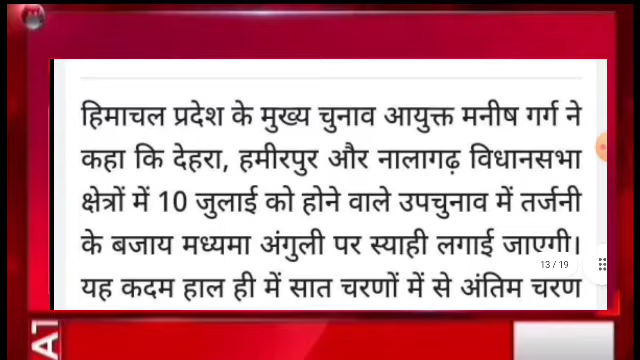 हिमाचल प्रदेश के मुख्य चुनाव आयुक्त मनीष गर्ग ने
कहा कि देहरा, हमीरपुर और नालागढ़ विधानसभा
क्षेत्रों में 10 जुलाई को होने वाले उपचुनाव में तर्जनी
के बजाय मध्यमा अंगुली पर स्याही लगाई जाएगी।
13 / 19
यह कदम हाल ही में सात चरणों में से अंतिम चरण